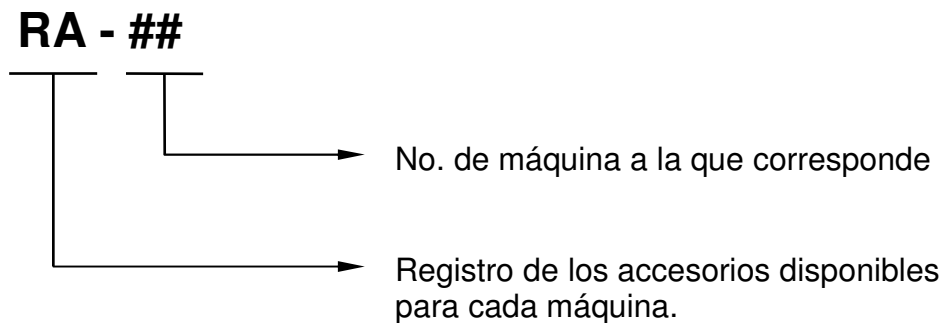 RA - ##
No. de máquina a la que corresponde
Registro de los accesorios disponibles
para cada máquina.